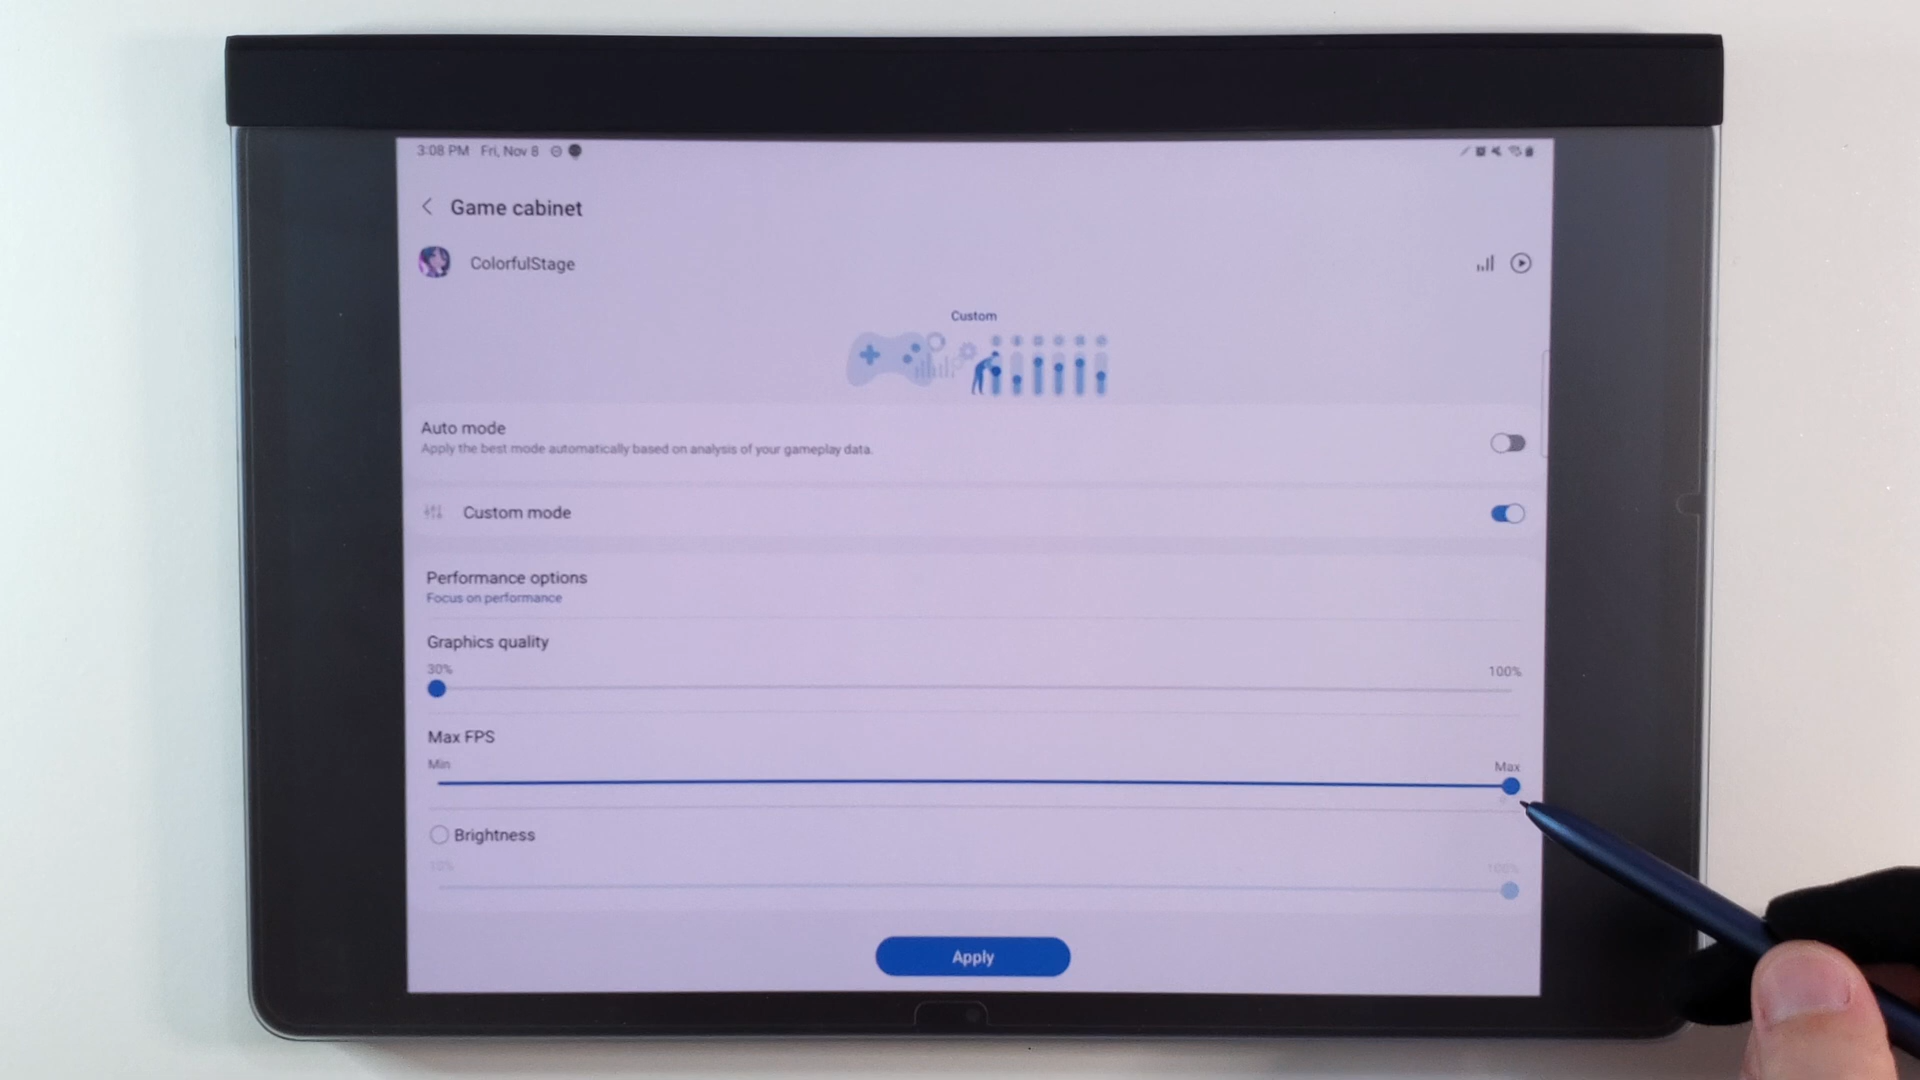 3:08 PM Fri, Nov 8
Game cabinet
ColorfulStage
Custom
Auto mode
Apply the best mode automatically based on analysis of your gameplay data.
Custom mode
Performance options
Focus on performance
Graphics quality
30% 100%
Max FPS
Min Max
Brightness
10% 100%
Apply